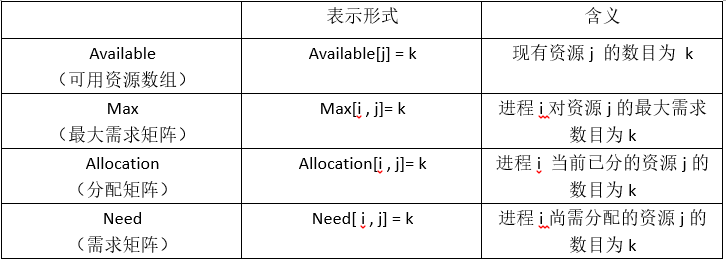 表示形式
含义
Available
（可用资源数组）
Available[j] = k
现有资源 j 的数目为 k
Max
（最大需求矩阵）
Max[i , j]= k
进程 i 对资源 j 的最大需求
数目为 k
Allocation
（分配矩阵）
Allocation[i , j]= k
进程 i 当前已分的资源 j 的
数目为 k
Need
（需求矩阵）
Need[ i , j] = k
进程 i 尚需分配的资源 j 的
数目为 k